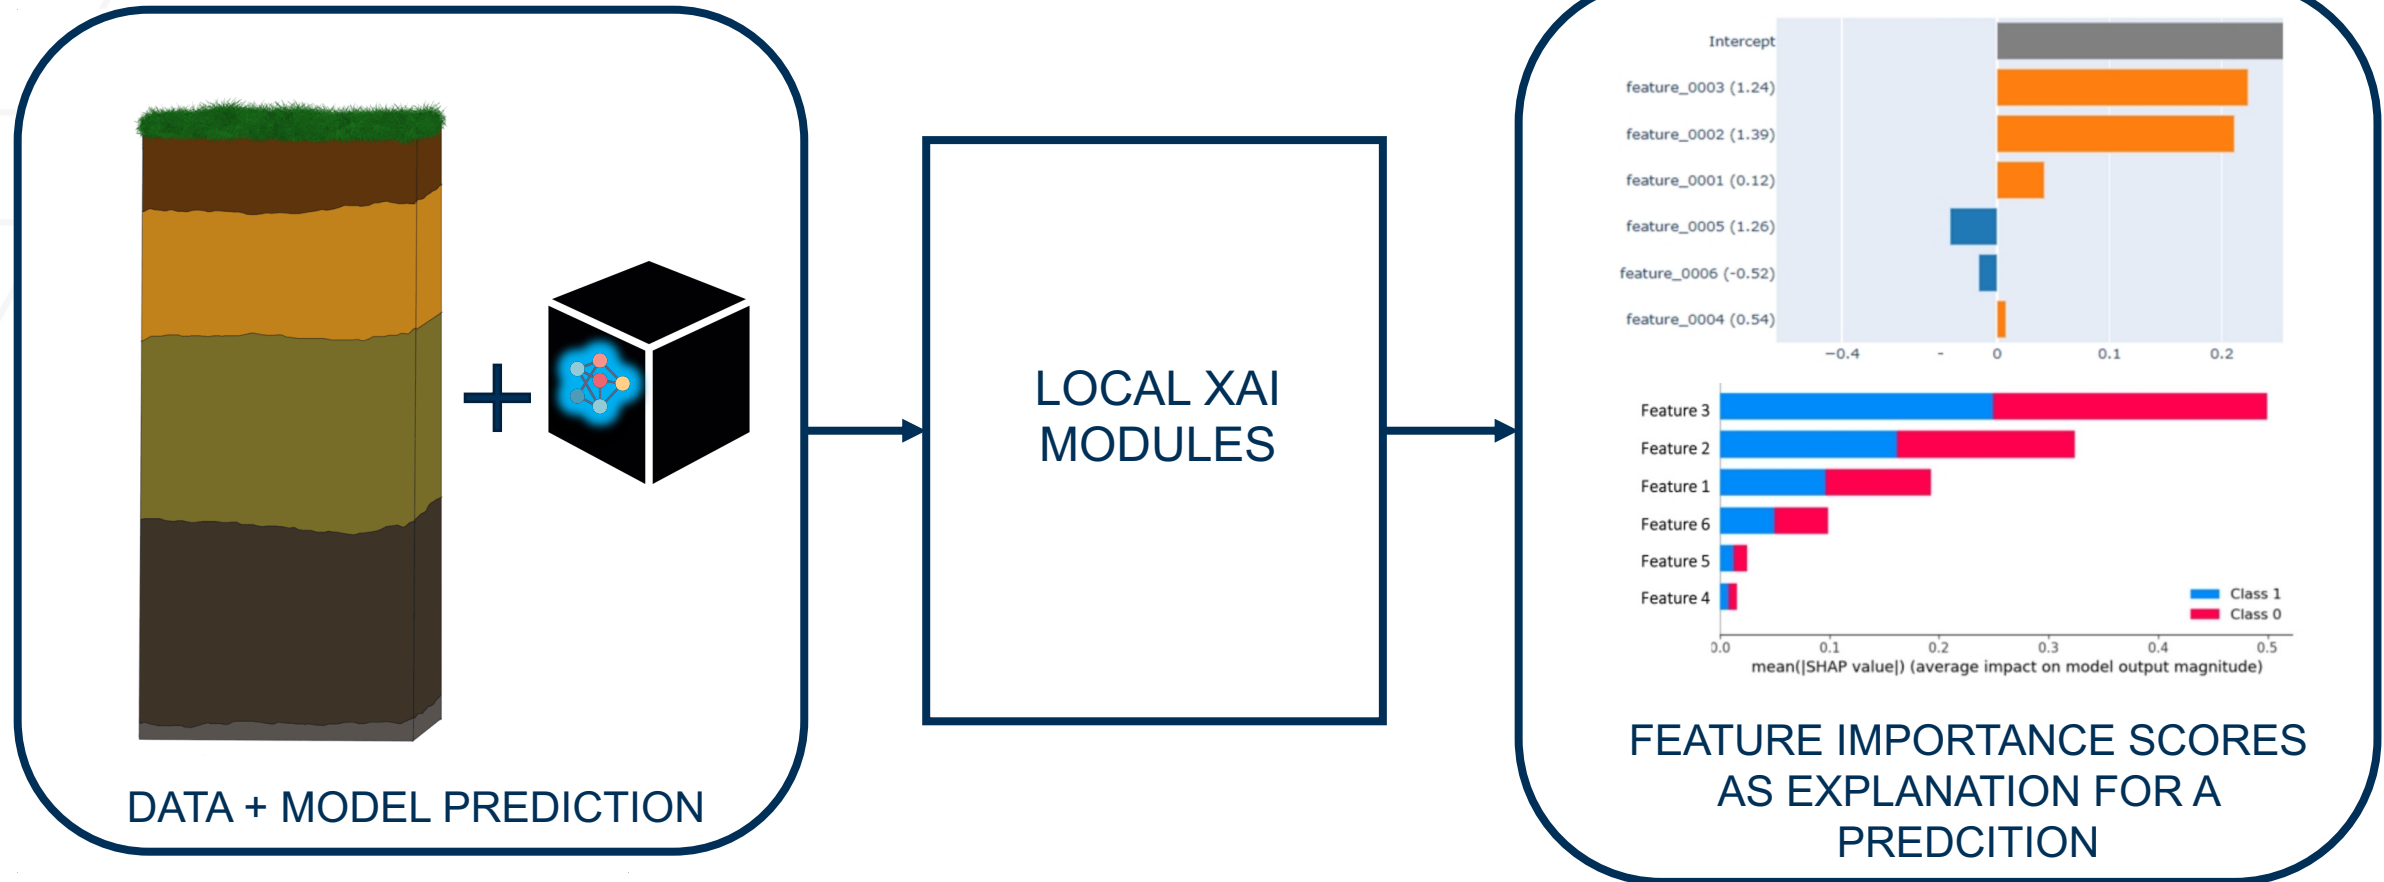 Intercept
feature_0003 (1.24)
feature_0002 (1.39)
feature_0001 (0.12)
feature_0005 (1.26)
feature_0006 (-0.52)
feature_0004 (0.54)
−0.4 - 0 0.1 0.2
Feature 3
Feature 2
Feature 1
Feature 6
Feature 5
Feature 4
Class 1
Class 0
0.0 0.1 0.2 0.3 0.4 0.5
mean(|SHAP value|) (average impact on model output magnitude)
LOCAL XAI
MODULES
DATA + MODEL PREDICTION
FEATURE IMPORTANCE SCORES
AS EXPLANATION FOR A
PREDCITION